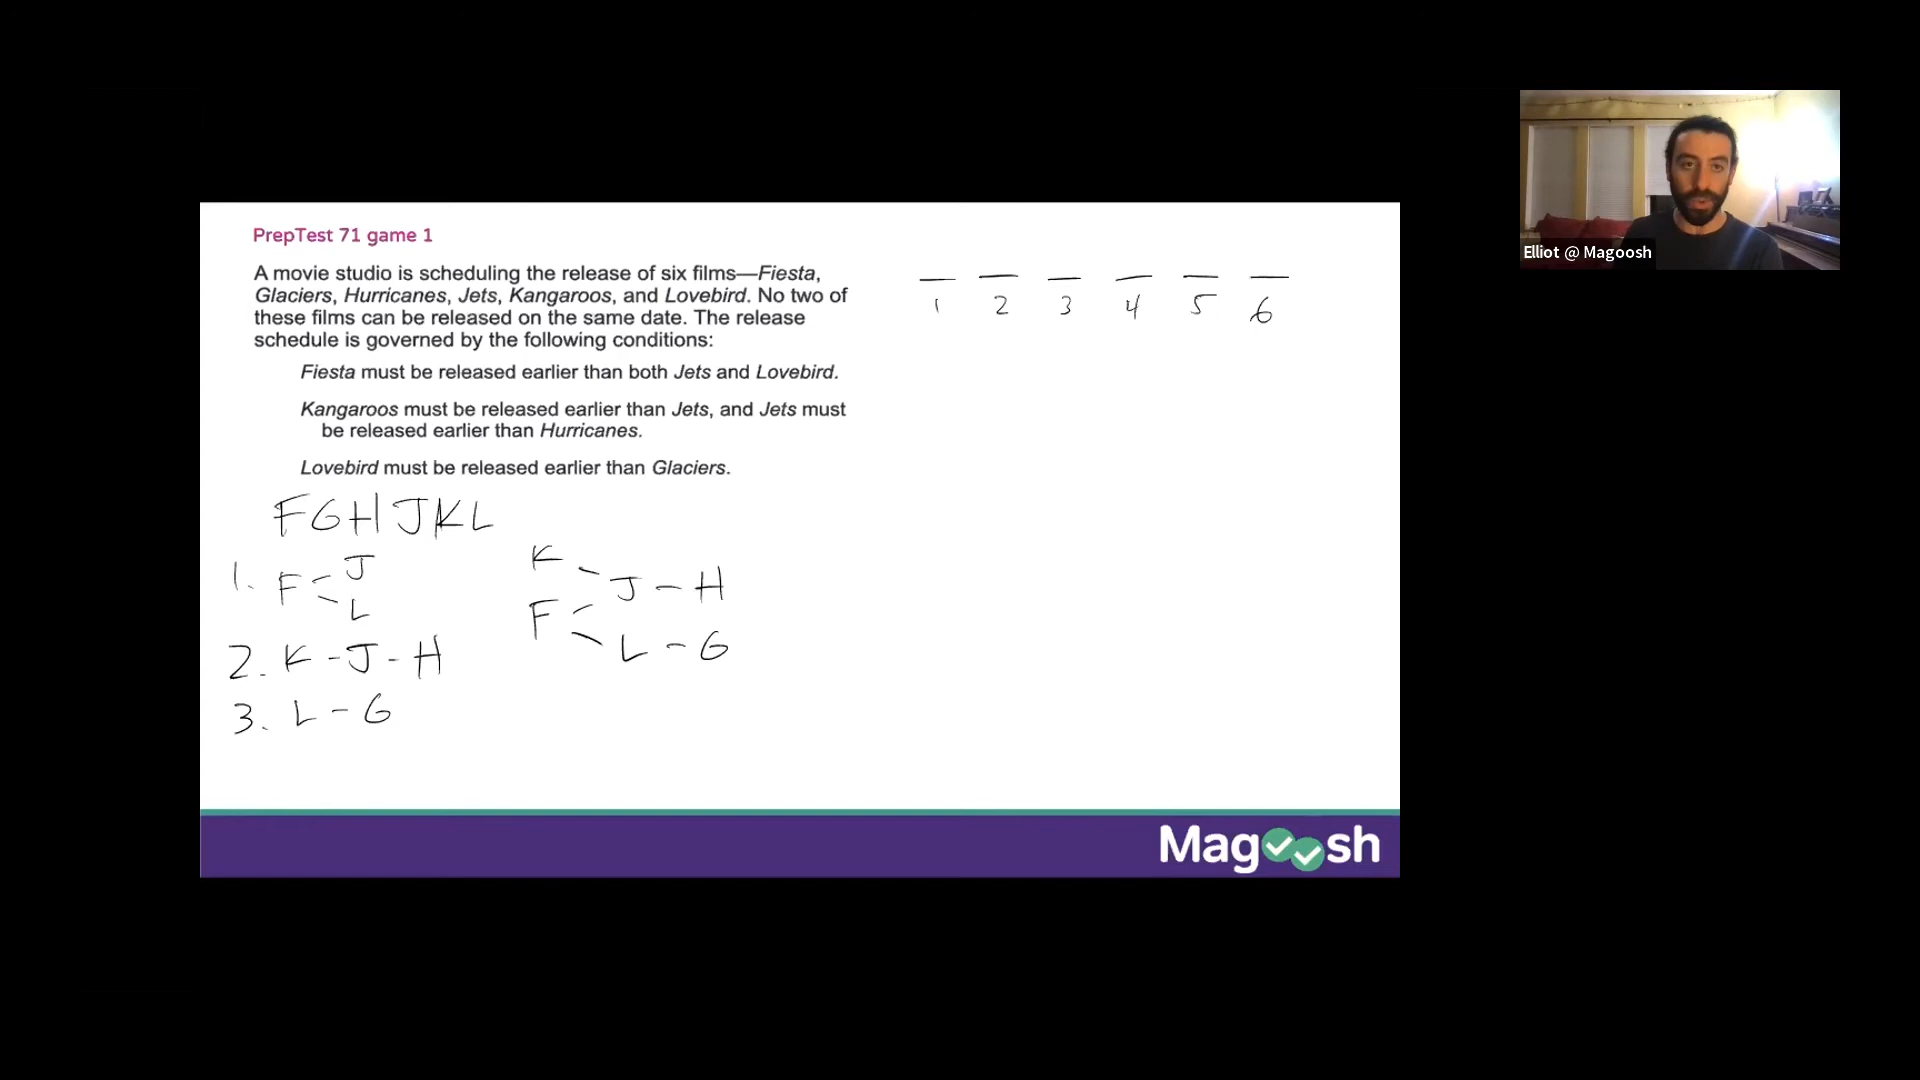 PrepTest 71 game 1
A movie studio is scheduling the release of six films—Fiesta,
Glaciers, Hurricanes, Jets, Kangaroos, and Lovebird. No two of
these films can be released on the same date. The release
schedule is governed by the following conditions:
Fiesta must be released earlier than both Jets and Lovebird.
Kangaroos must be released earlier than Jets, and Jets must
be released earlier than Hurricanes.
Lovebird must be released earlier than Glaciers.
F G H J K L
1. F - J
- L
2. K - J - H
3. L - G
K - J - H
F - 
- L - G
1 2 3 4 5 6
Elliot @ Magoosh
Magoosh